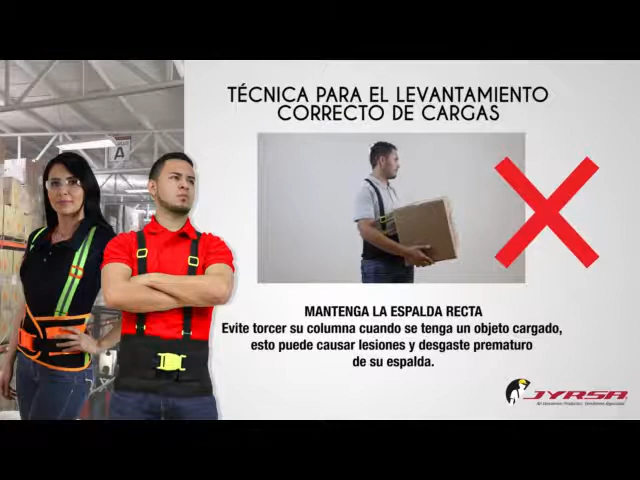 TÉCNICA PARA EL LEVANTAMIENTO
CORRECTO DE CARGAS
A
MANTENGA LA ESPALDA RECTA
Evite torcer su columna cuando se tenga un objeto cargado,
esto puede causar lesiones y desgaste prematuro
de su espalda.
JYRSA